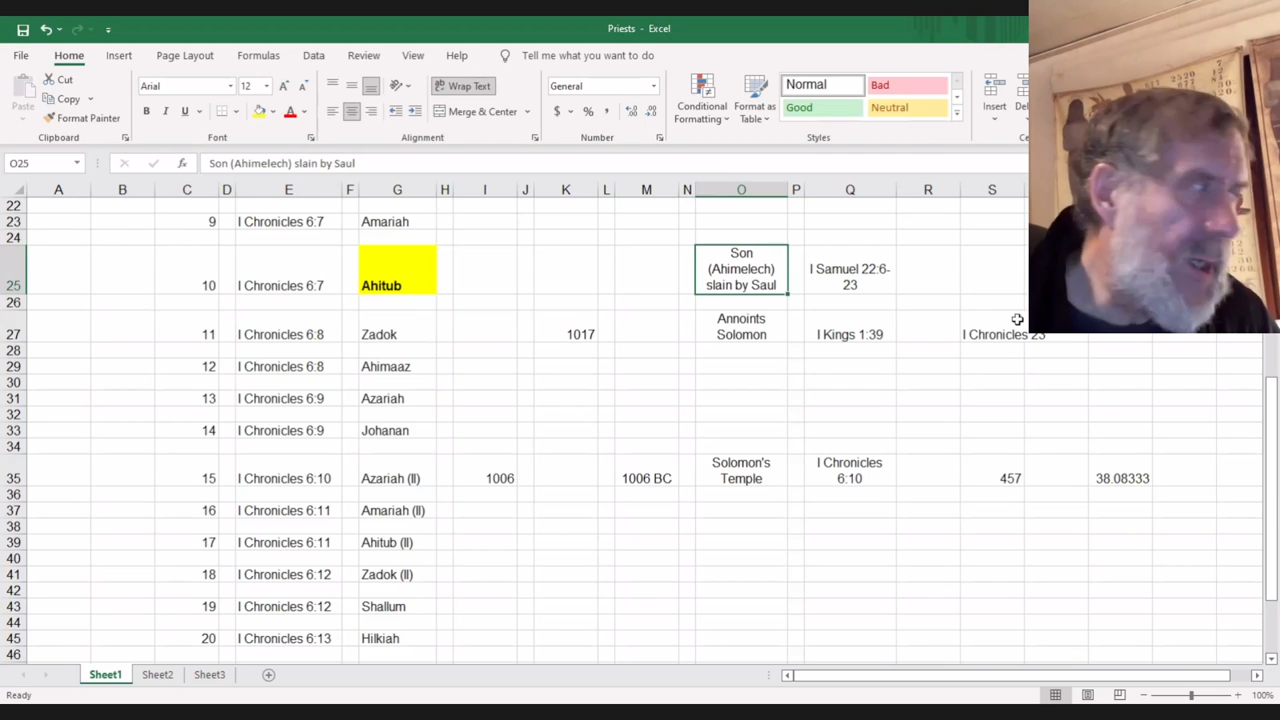 Priests - Excel
File Home Insert Page Layout Formulas Data Review View Help Tell me what you want to do
Paste
Cut
Copy
Format Painter
Clipboard
Arial 12
B I U
Font
Wrap Text
Merge & Center
Alignment
General
$ % ,
Number
Conditional
Formatting
Format as
Table
Normal Bad
Good Neutral
Styles
Insert
O25 fx Son (Ahimelech) slain by Saul
A B C D E F G H I J K L M N O P Q R S
22
23 9 I Chronicles 6:7 Amariah
24
25 10 I Chronicles 6:7 Ahitub Son (Ahimelech) slain by Saul I Samuel 22:6-23
26
27 11 I Chronicles 6:8 Zadok 1017 Annoints Solomon I Kings 1:39 I Chronicles 23
28
29 12 I Chronicles 6:8 Ahimaaz
30
31 13 I Chronicles 6:9 Azariah
32
33 14 I Chronicles 6:9 Johanan
34
35 15 I Chronicles 6:10 Azariah (II) 1006 1006 BC Solomon's Temple I Chronicles 6:10 457 38.08333
36
37 16 I Chronicles 6:11 Amariah (II)
38
39 17 I Chronicles 6:11 Ahitub (II)
40
41 18 I Chronicles 6:12 Zadok (II)
42
43 19 I Chronicles 6:12 Shallum
44
45 20 I Chronicles 6:13 Hilkiah
46
Sheet1 Sheet2 Sheet3
Ready 100%
2520